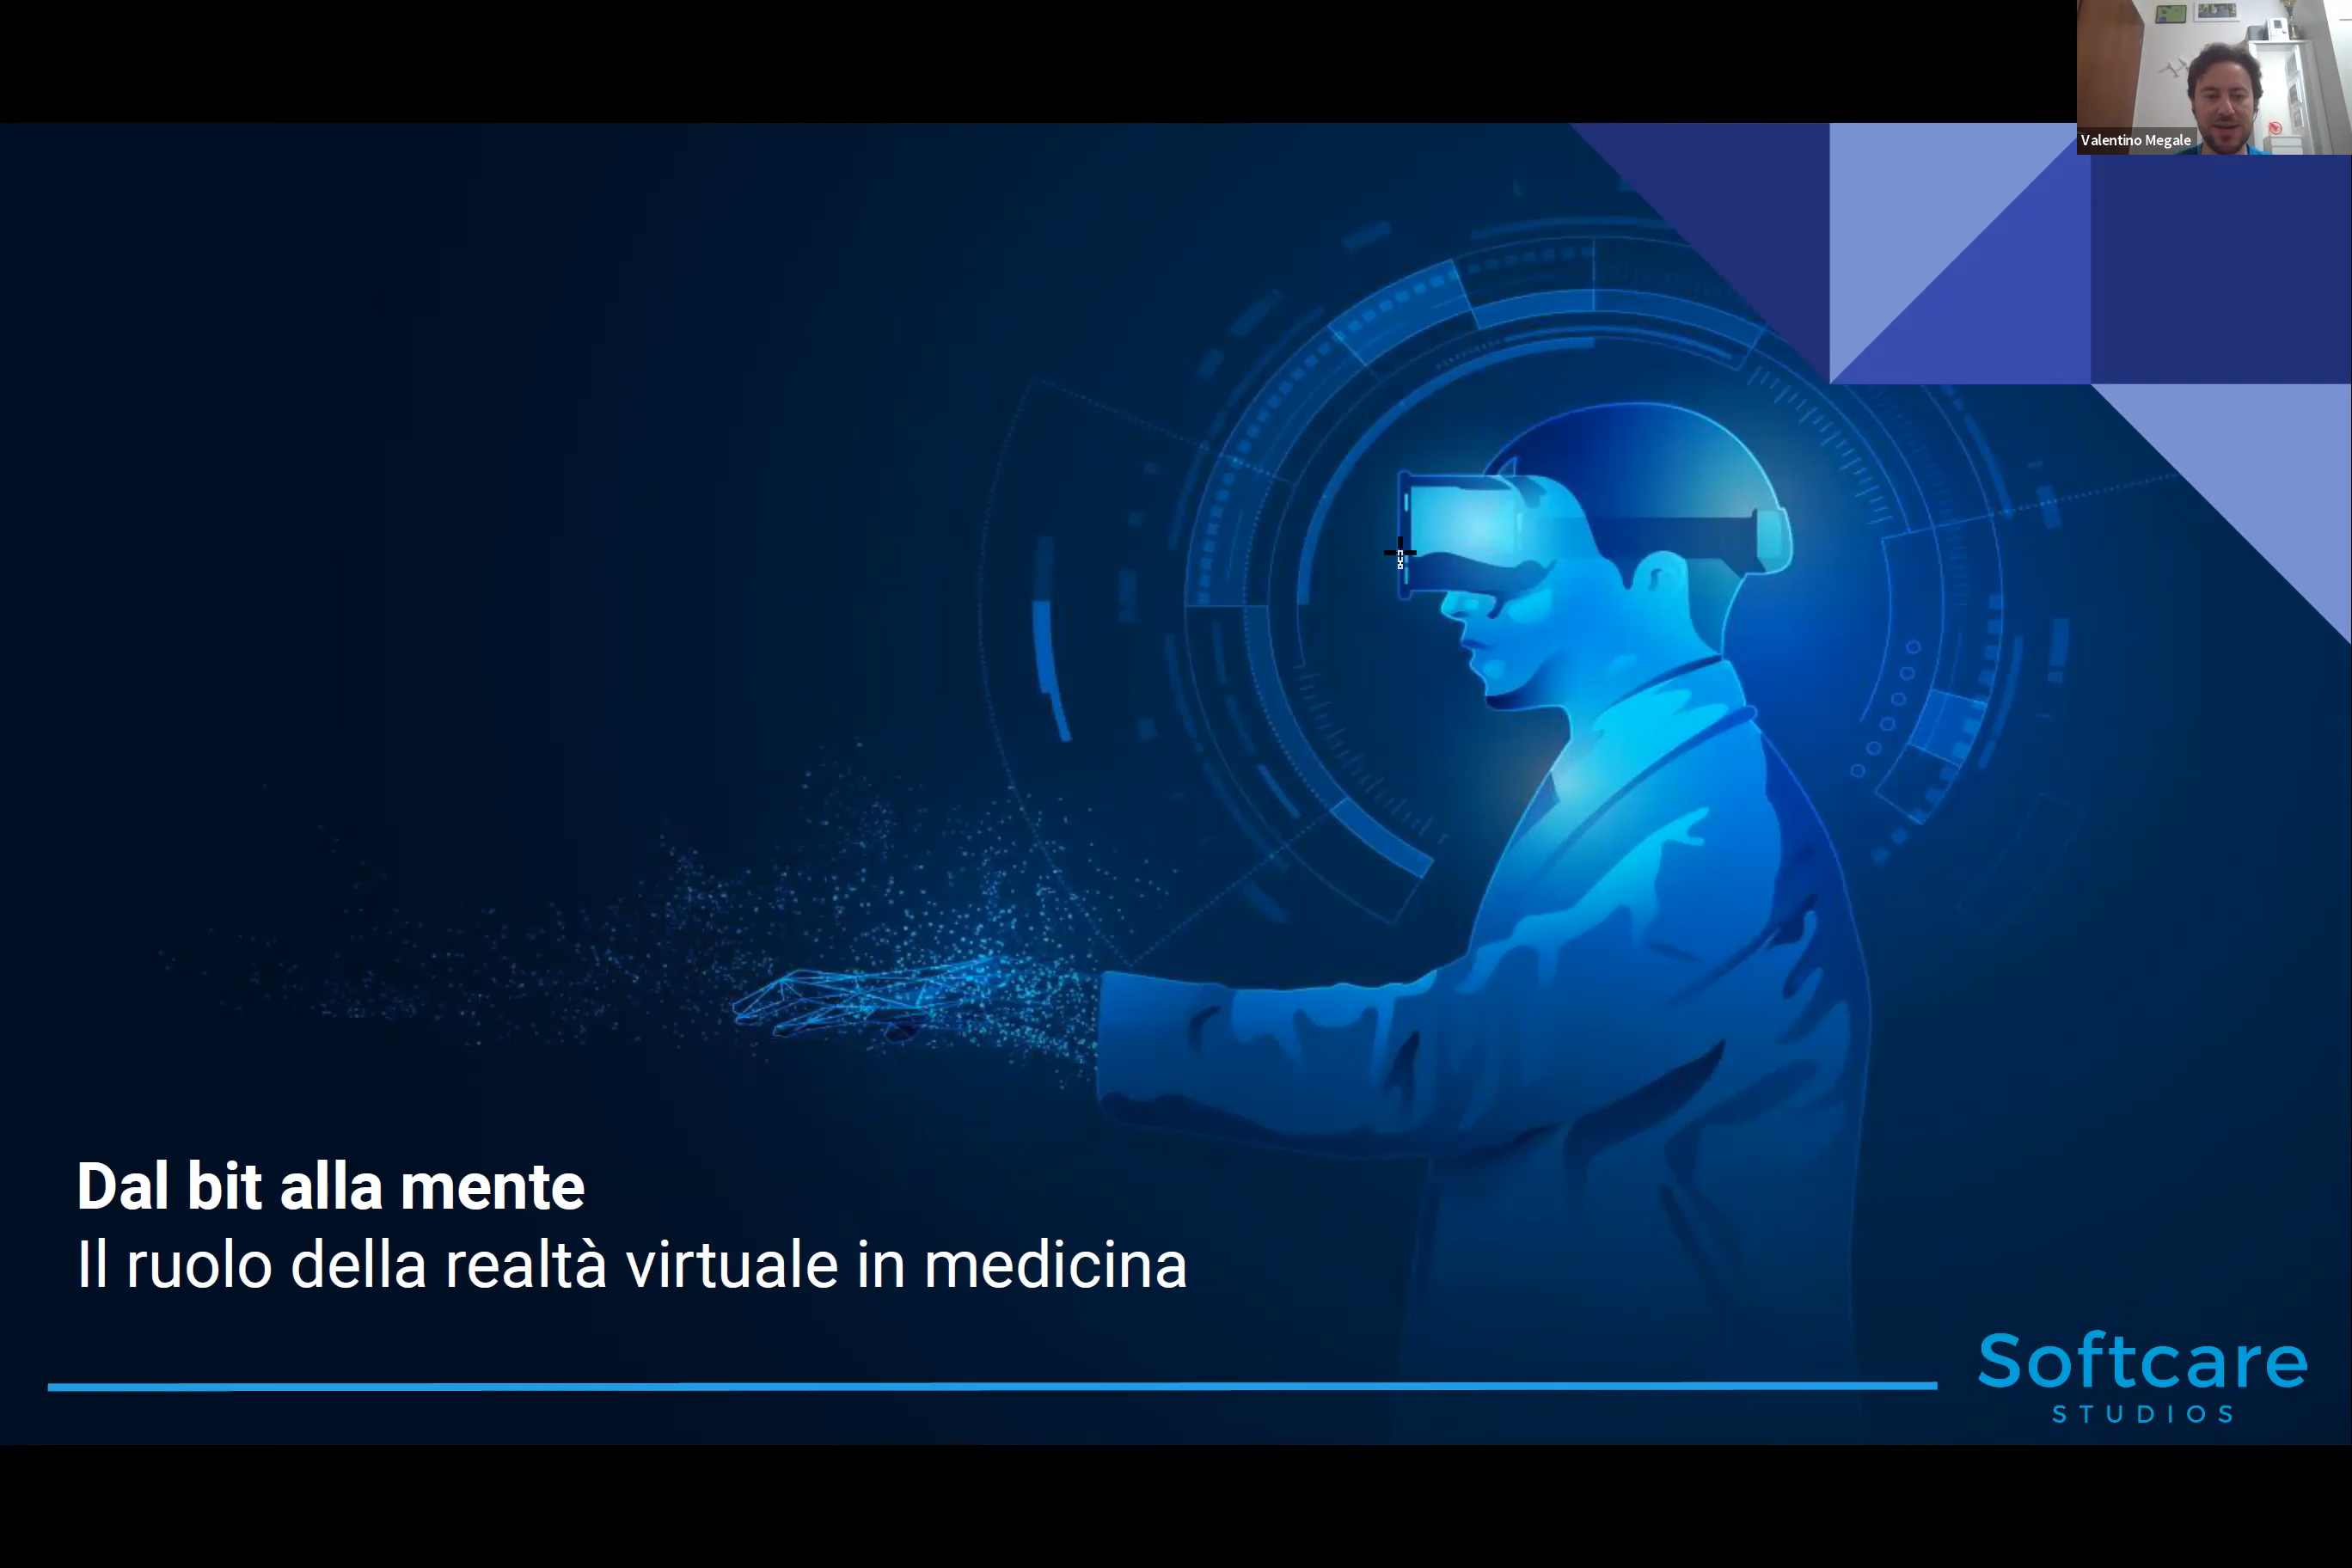 Valentino Megale
Dal bit alla mente
Il ruolo della realtà virtuale in medicina
Softcare
STUDIOS